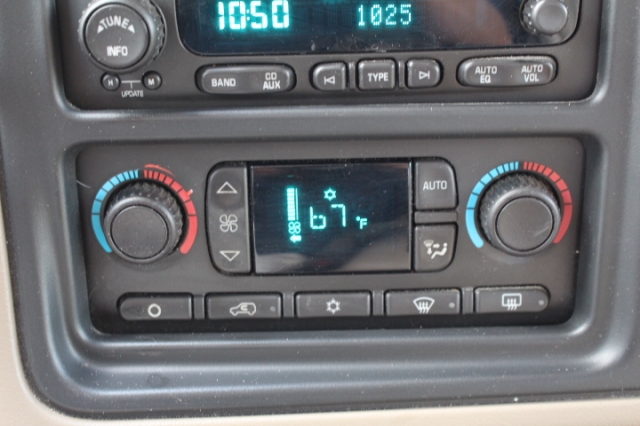 TUNE
INFO
10:50 1025
H M
UPDATE
BAND CD AUX TYPE AUTO EQ AUTO VOL
67 °F
AUTO